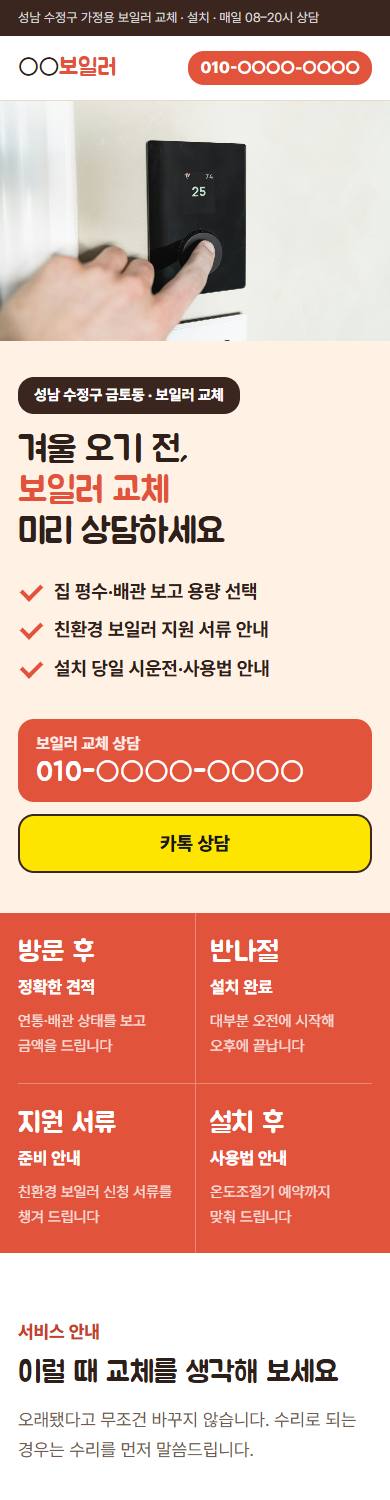 성남 수정구 가정용 보일러 교체 · 설치 · 매일 08–20시 상담
○○보일러
010-○○○○-○○○○
25
성남 수정구 금토동 · 보일러 교체
겨울 오기 전,
보일러 교체
미리 상담하세요
집 평수·배관 보고 용량 선택
친환경 보일러 지원 서류 안내
설치 당일 시운전·사용법 안내
보일러 교체 상담
010-○○○○-○○○○
카톡 상담
방문 후
정확한 견적
연통·배관 상태를 보고
금액을 드립니다
반나절
설치 완료
대부분 오전에 시작해
오후에 끝납니다
지원 서류
준비 안내
친환경 보일러 신청 서류를
챙겨 드립니다
설치 후
사용법 안내
온도조절기 예약까지
맞춰 드립니다
서비스 안내
이럴 때 교체를 생각해 보세요
오래됐다고 무조건 바꾸지 않습니다. 수리로 되는
경우는 수리를 먼저 말씀드립니다.